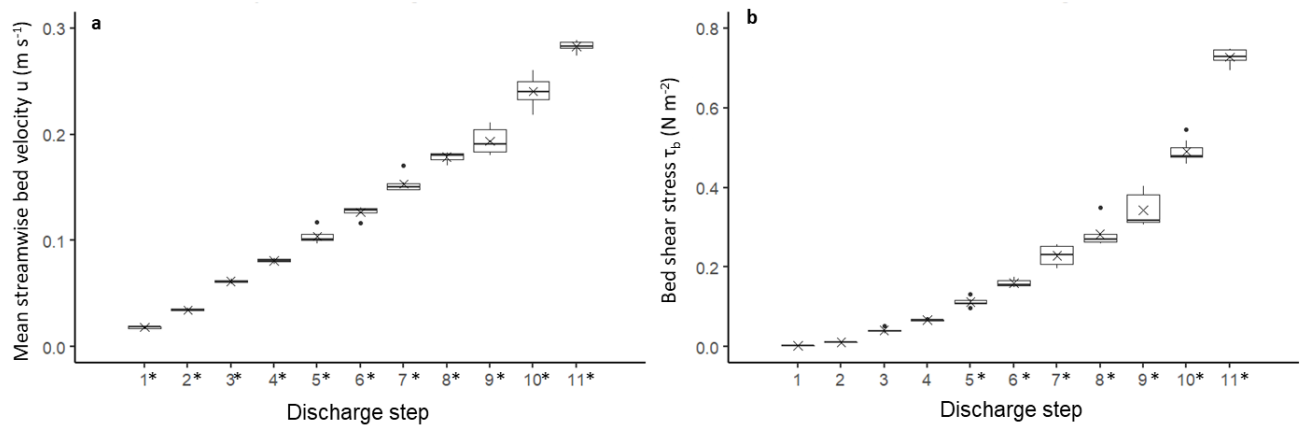 a
Mean streamwise bed velocity u (m s⁻¹)
0.3
0.2
0.1
0.0
1* 2* 3* 4* 5* 6* 7* 8* 9* 10* 11*
Discharge step
b
Bed shear stress τb (N m⁻²)
0.8
0.6
0.4
0.2
0.0
1 2 3 4 5* 6* 7* 8* 9* 10* 11*
Discharge step